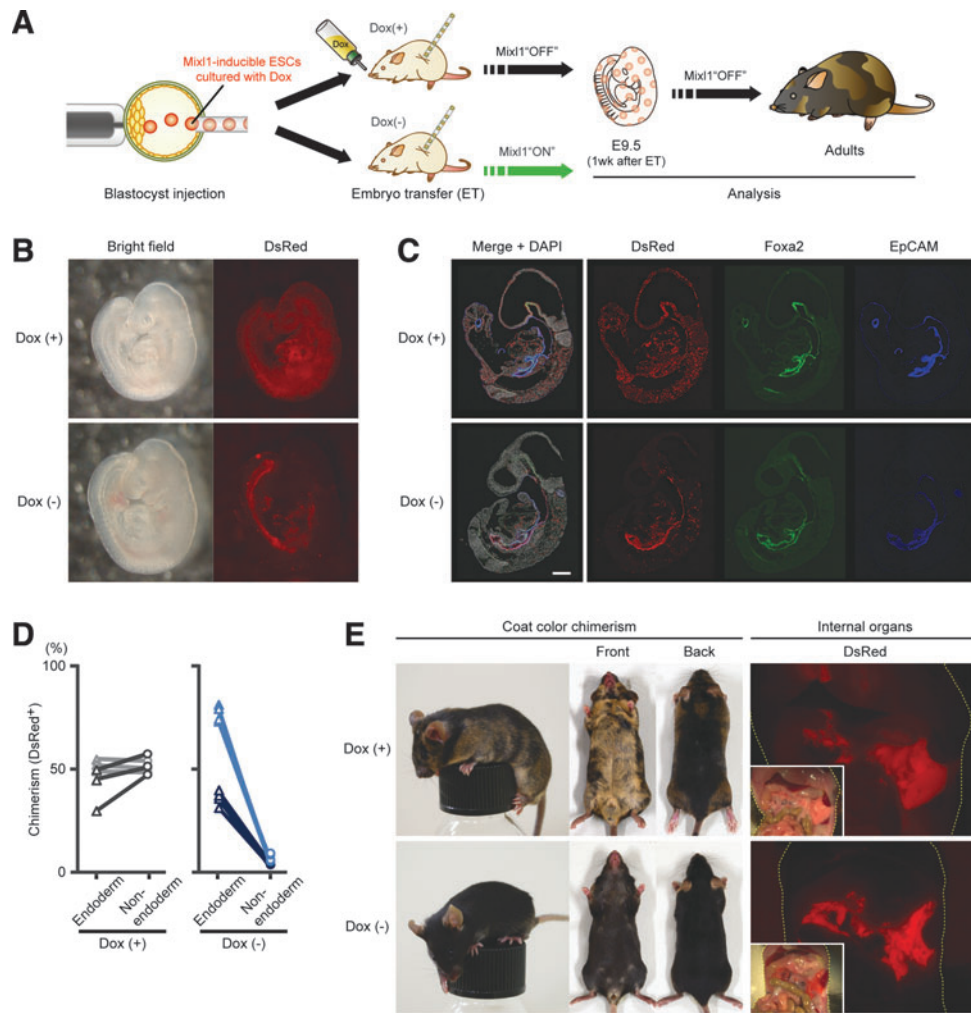 A
Mixl1-inducible ESCs
cultured with Dox
Dox
Dox(+)
Dox(-)
Mixl1"OFF"
Mixl1"ON"
Mixl1"OFF"
E9.5
(1wk after ET)
Adults
Blastocyst injection
Embryo transfer (ET)
Analysis
B
Bright field
DsRed
Dox (+)
Dox (-)
C
Merge + DAPI
DsRed
Foxa2
EpCAM
Dox (+)
Dox (-)
D
(%)
100
50
0
Chimerism (DsRed+)
Endoderm
Non-
endoderm
Endoderm
Non-
endoderm
Dox (+)
Dox (-)
E
Coat color chimerism
Internal organs
Front
Back
DsRed
Dox (+)
Dox (-)